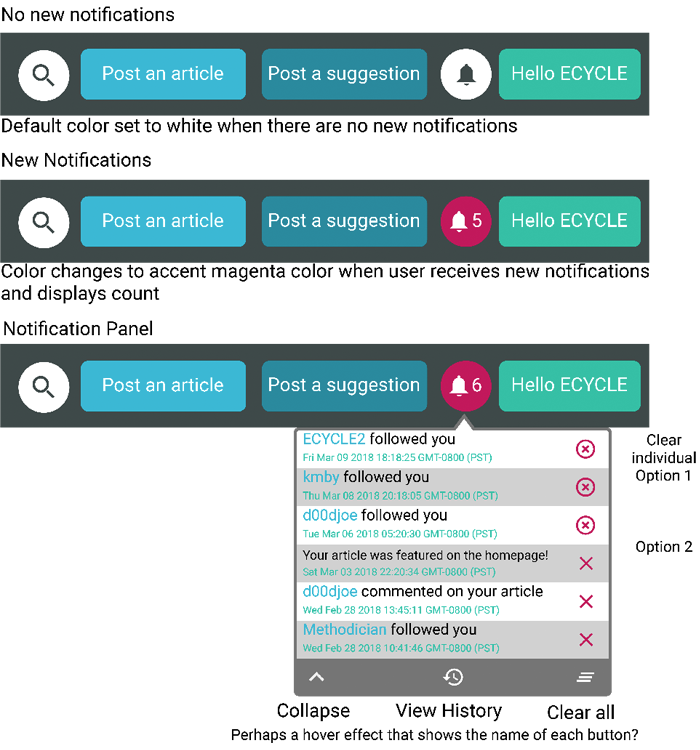 No new notifications
Post an article
Post a suggestion
Hello ECYCLE
Default color set to white when there are no new notifications
New Notifications
Post an article
Post a suggestion
5
Hello ECYCLE
Color changes to accent magenta color when user receives new notifications
and displays count
Notification Panel
Post an article
Post a suggestion
6
Hello ECYCLE
ECYCLE2 followed you
Fri Mar 09 2018 18:18:25 GMT-0800 (PST)
Clear
individual
Option 1
kmby followed you
Thu Mar 08 2018 20:18:05 GMT-0800 (PST)
d00djoe followed you
Tue Mar 06 2018 05:20:30 GMT-0800 (PST)
Option 2
Your article was featured on the homepage!
Sat Mar 03 2018 22:20:34 GMT-0800 (PST)
d00djoe commented on your article
Wed Feb 28 2018 13:45:11 GMT-0800 (PST)
Methodician followed you
Wed Feb 28 2018 10:41:46 GMT-0800 (PST)
Collapse
View History
Clear all
Perhaps a hover effect that shows the name of each button?